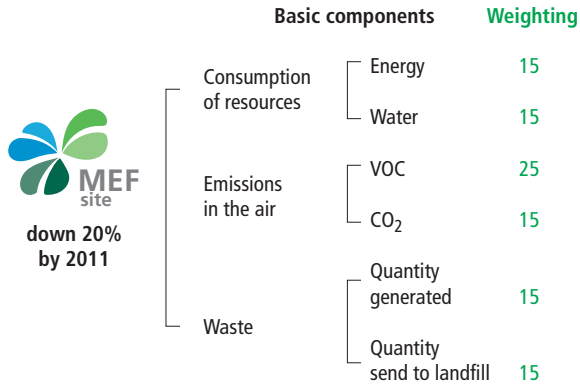 Basic components Weighting
Consumption
of resources
Energy 15
Water 15
MEF
site
down 20%
by 2011
Emissions
in the air
VOC 25
CO2 15
Waste
Quantity
generated 15
Quantity
send to landfill 15